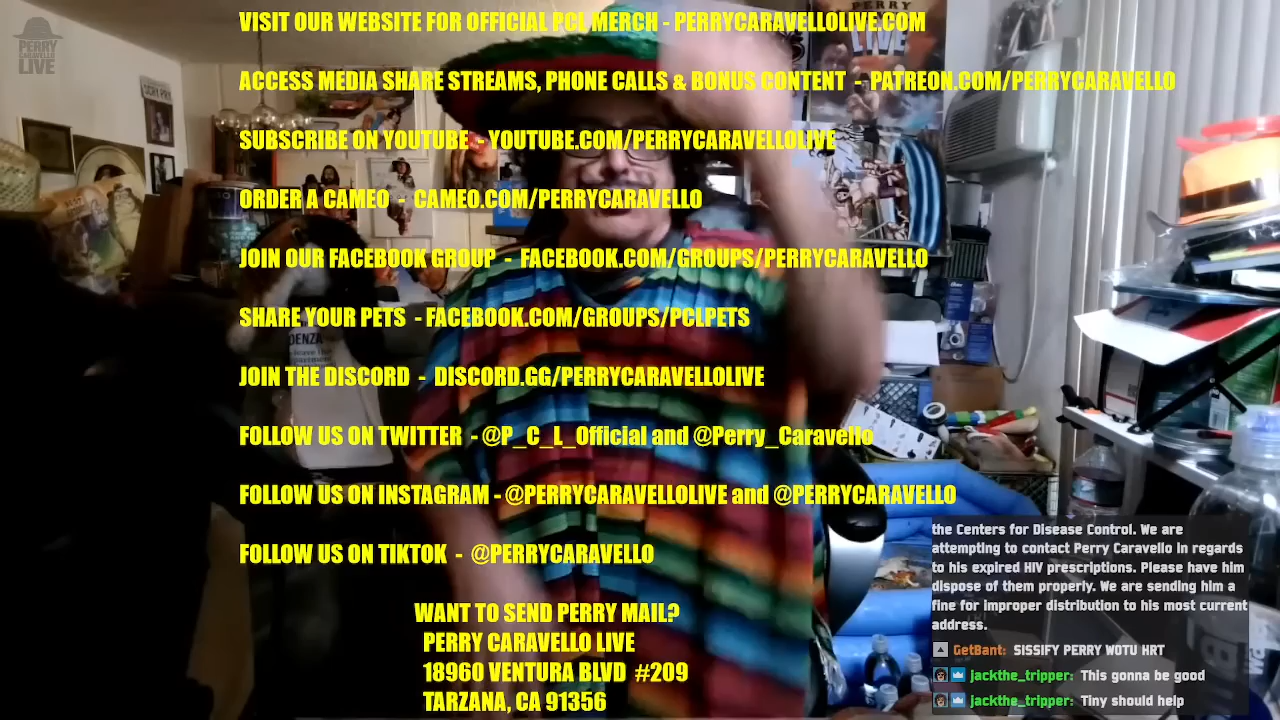 VISIT OUR WEBSITE FOR OFFICIAL PCL MERCH - PERRYCARAVELLOLIVE.COM
PERRY
CARAVELLO
LIVE
PERRY
LIVE
ACCESS MEDIA SHARE STREAMS, PHONE CALLS & BONUS CONTENT - PATREON.COM/PERRYCARAVELLO
SUBSCRIBE ON YOUTUBE - YOUTUBE.COM/PERRYCARAVELLOLIVE
ORDER A CAMEO - CAMEO.COM/PERRYCARAVELLO
JOIN OUR FACEBOOK GROUP - FACEBOOK.COM/GROUPS/PERRYCARAVELLO
SHARE YOUR PETS - FACEBOOK.COM/GROUPS/PCLPETS
DENZA
JOIN THE DISCORD - DISCORD.GG/PERRYCARAVELLOLIVE
FOLLOW US ON TWITTER - @P_C_L_Official and @Perry_Caravello
FOLLOW US ON INSTAGRAM - @PERRYCARAVELLOLIVE and @PERRYCARAVELLO
FOLLOW US ON TIKTOK - @PERRYCARAVELLO
WANT TO SEND PERRY MAIL?
PERRY CARAVELLO LIVE
18960 VENTURA BLVD #209
TARZANA, CA 91356
the Centers for Disease Control. We are
attempting to contact Perry Caravello in regards
to his expired HIV prescriptions. Please have him
dispose of them properly. We are sending him a
fine for improper distribution to his most current
address.
GetBant: SISSIFY PERRY WOTU HRT
jackthe_tripper: This gonna be good
jackthe_tripper: Tiny should help